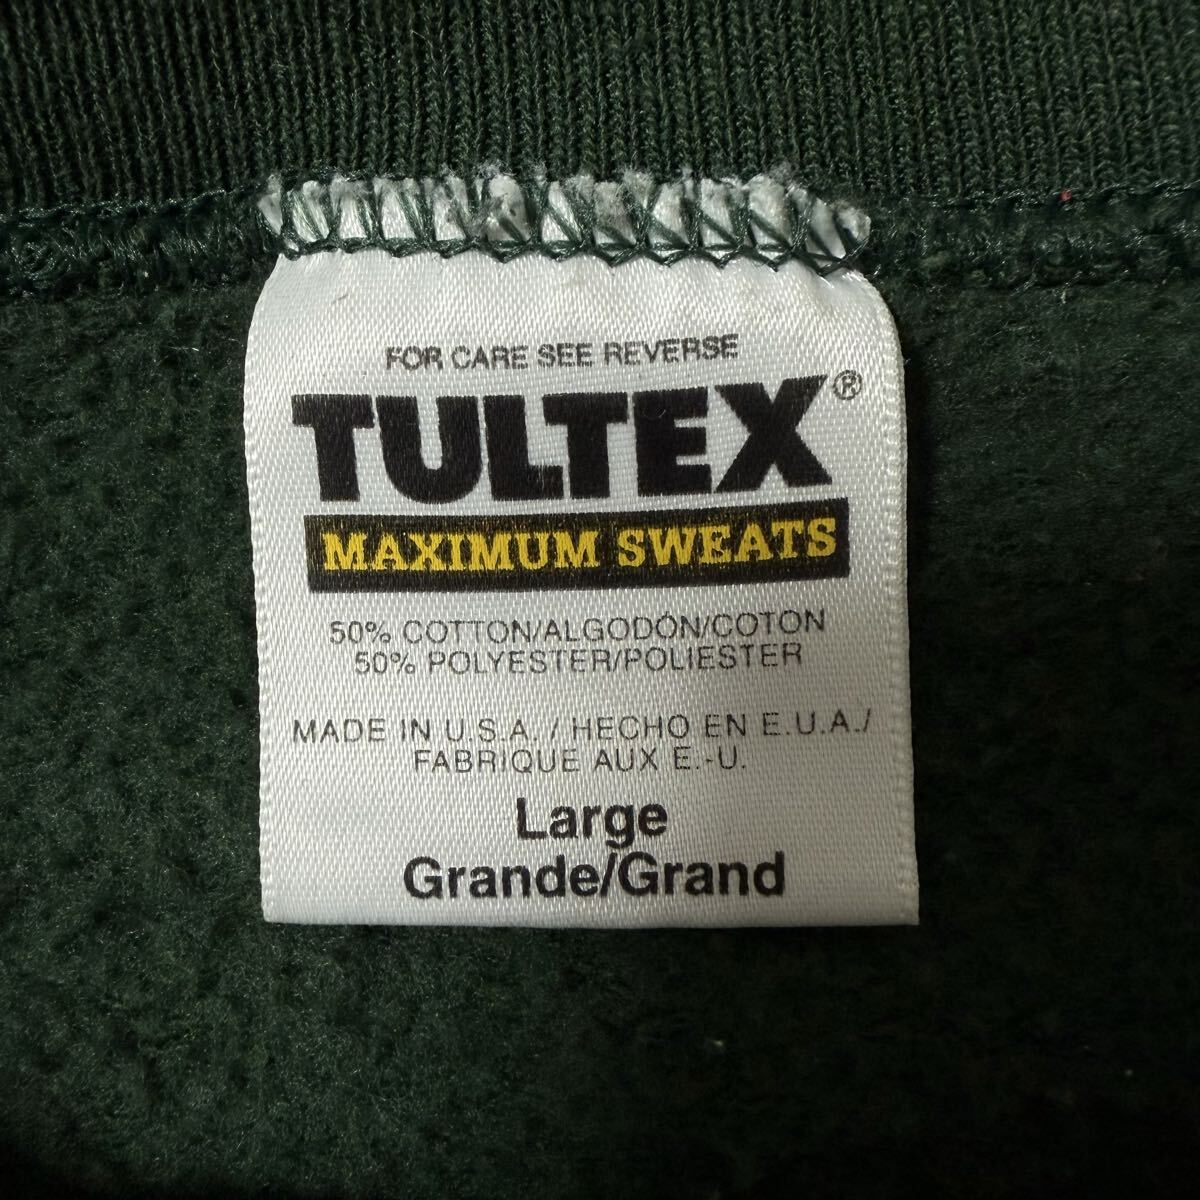 FOR CARE SEE REVERSE
TULTEX®
MAXIMUM SWEATS
50% COTTON/ALGODÓN/COTON
50% POLYESTER/POLIESTER
MADE IN U.S.A. / HECHO EN E.U.A./
FABRIQUE AUX E.-U.
Large
Grande/Grand